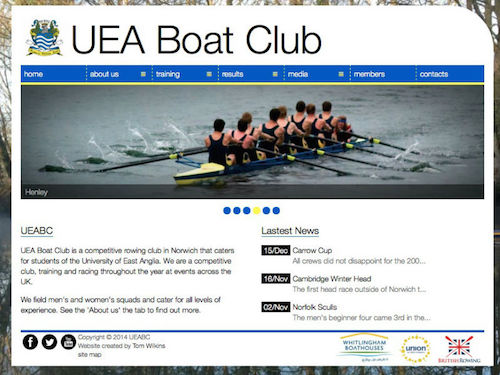 UEA Boat Club
home about us training results media members contacts
Henley
UEABC
UEA Boat Club is a competitive rowing club in Norwich that caters
for students of the University of East Anglia. We are a competitive
club, training and racing throughout the year at events across the
UK.
We field men's and women's squads and cater for all levels of
experience. See the 'About us' the tab to find out more.
Lastest News
15/Dec Carrow Cup
All crews did not disappoint for the 200...
16/Nov Cambridge Winter Head
The first head race outside of Norwich t...
02/Nov Norfolk Sculls
The men's beginner four came 3rd in the...
Copyright © 2014 UEABC
Website created by Tom Wilkins
site map
WHITLINGHAM
BOATHOUSES
union
BRITISH ROWING